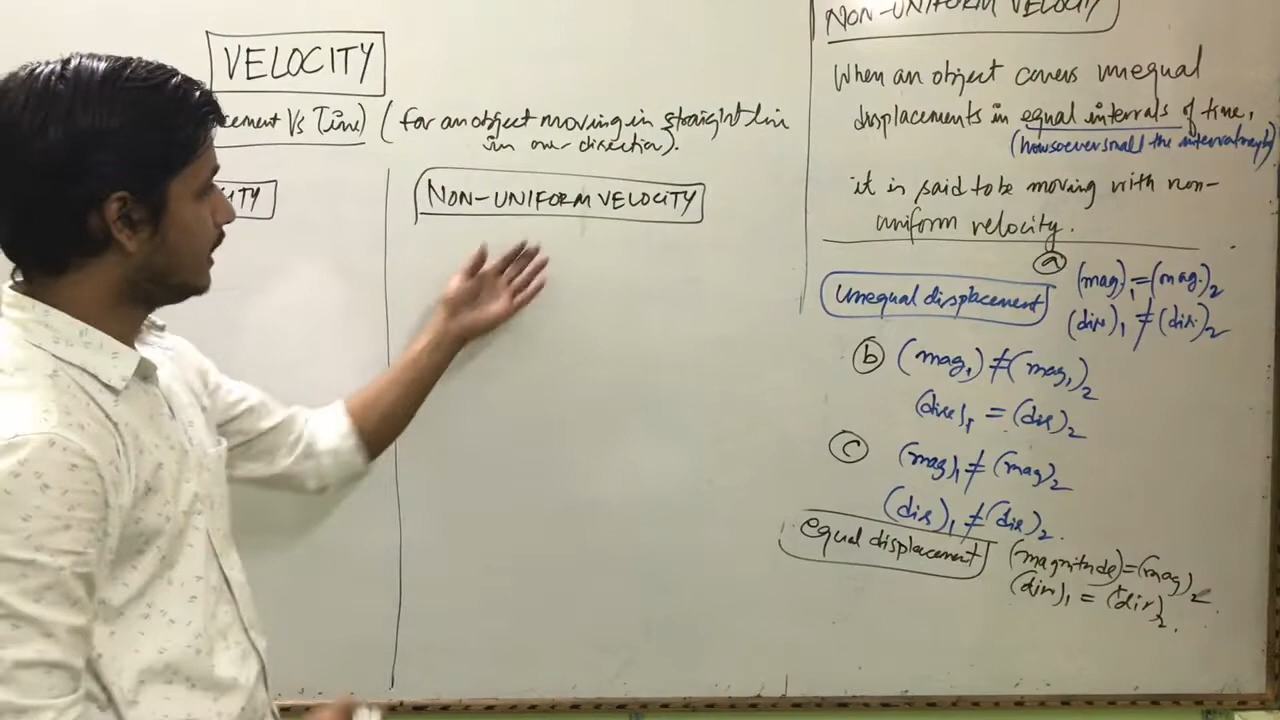 VELOCITY
cement Vs Time) ( for an object moving in straight line
in one direction).
ITY
NON-UNIFORM VELOCITY
NON-UNIFORM VELOCITY
When an object covers unequal
displacements in equal intervals of time,
(howsoever small the interval may be)
it is said to be moving with non-
uniform velocity.
Unequal displacement
a (mag.)₁ = (mag.)₂
(dir)₁ ≠ (dir.)₂
b (mag₁) ≠ (mag₁)₂
(dir)₁ = (dir)₂
c (mag)₁ ≠ (mag)₂
(dir)₁ ≠ (dir)₂.
equal displacement (magnitude)₁ = (mag)₂
(dir)₁ = (dir)₂.